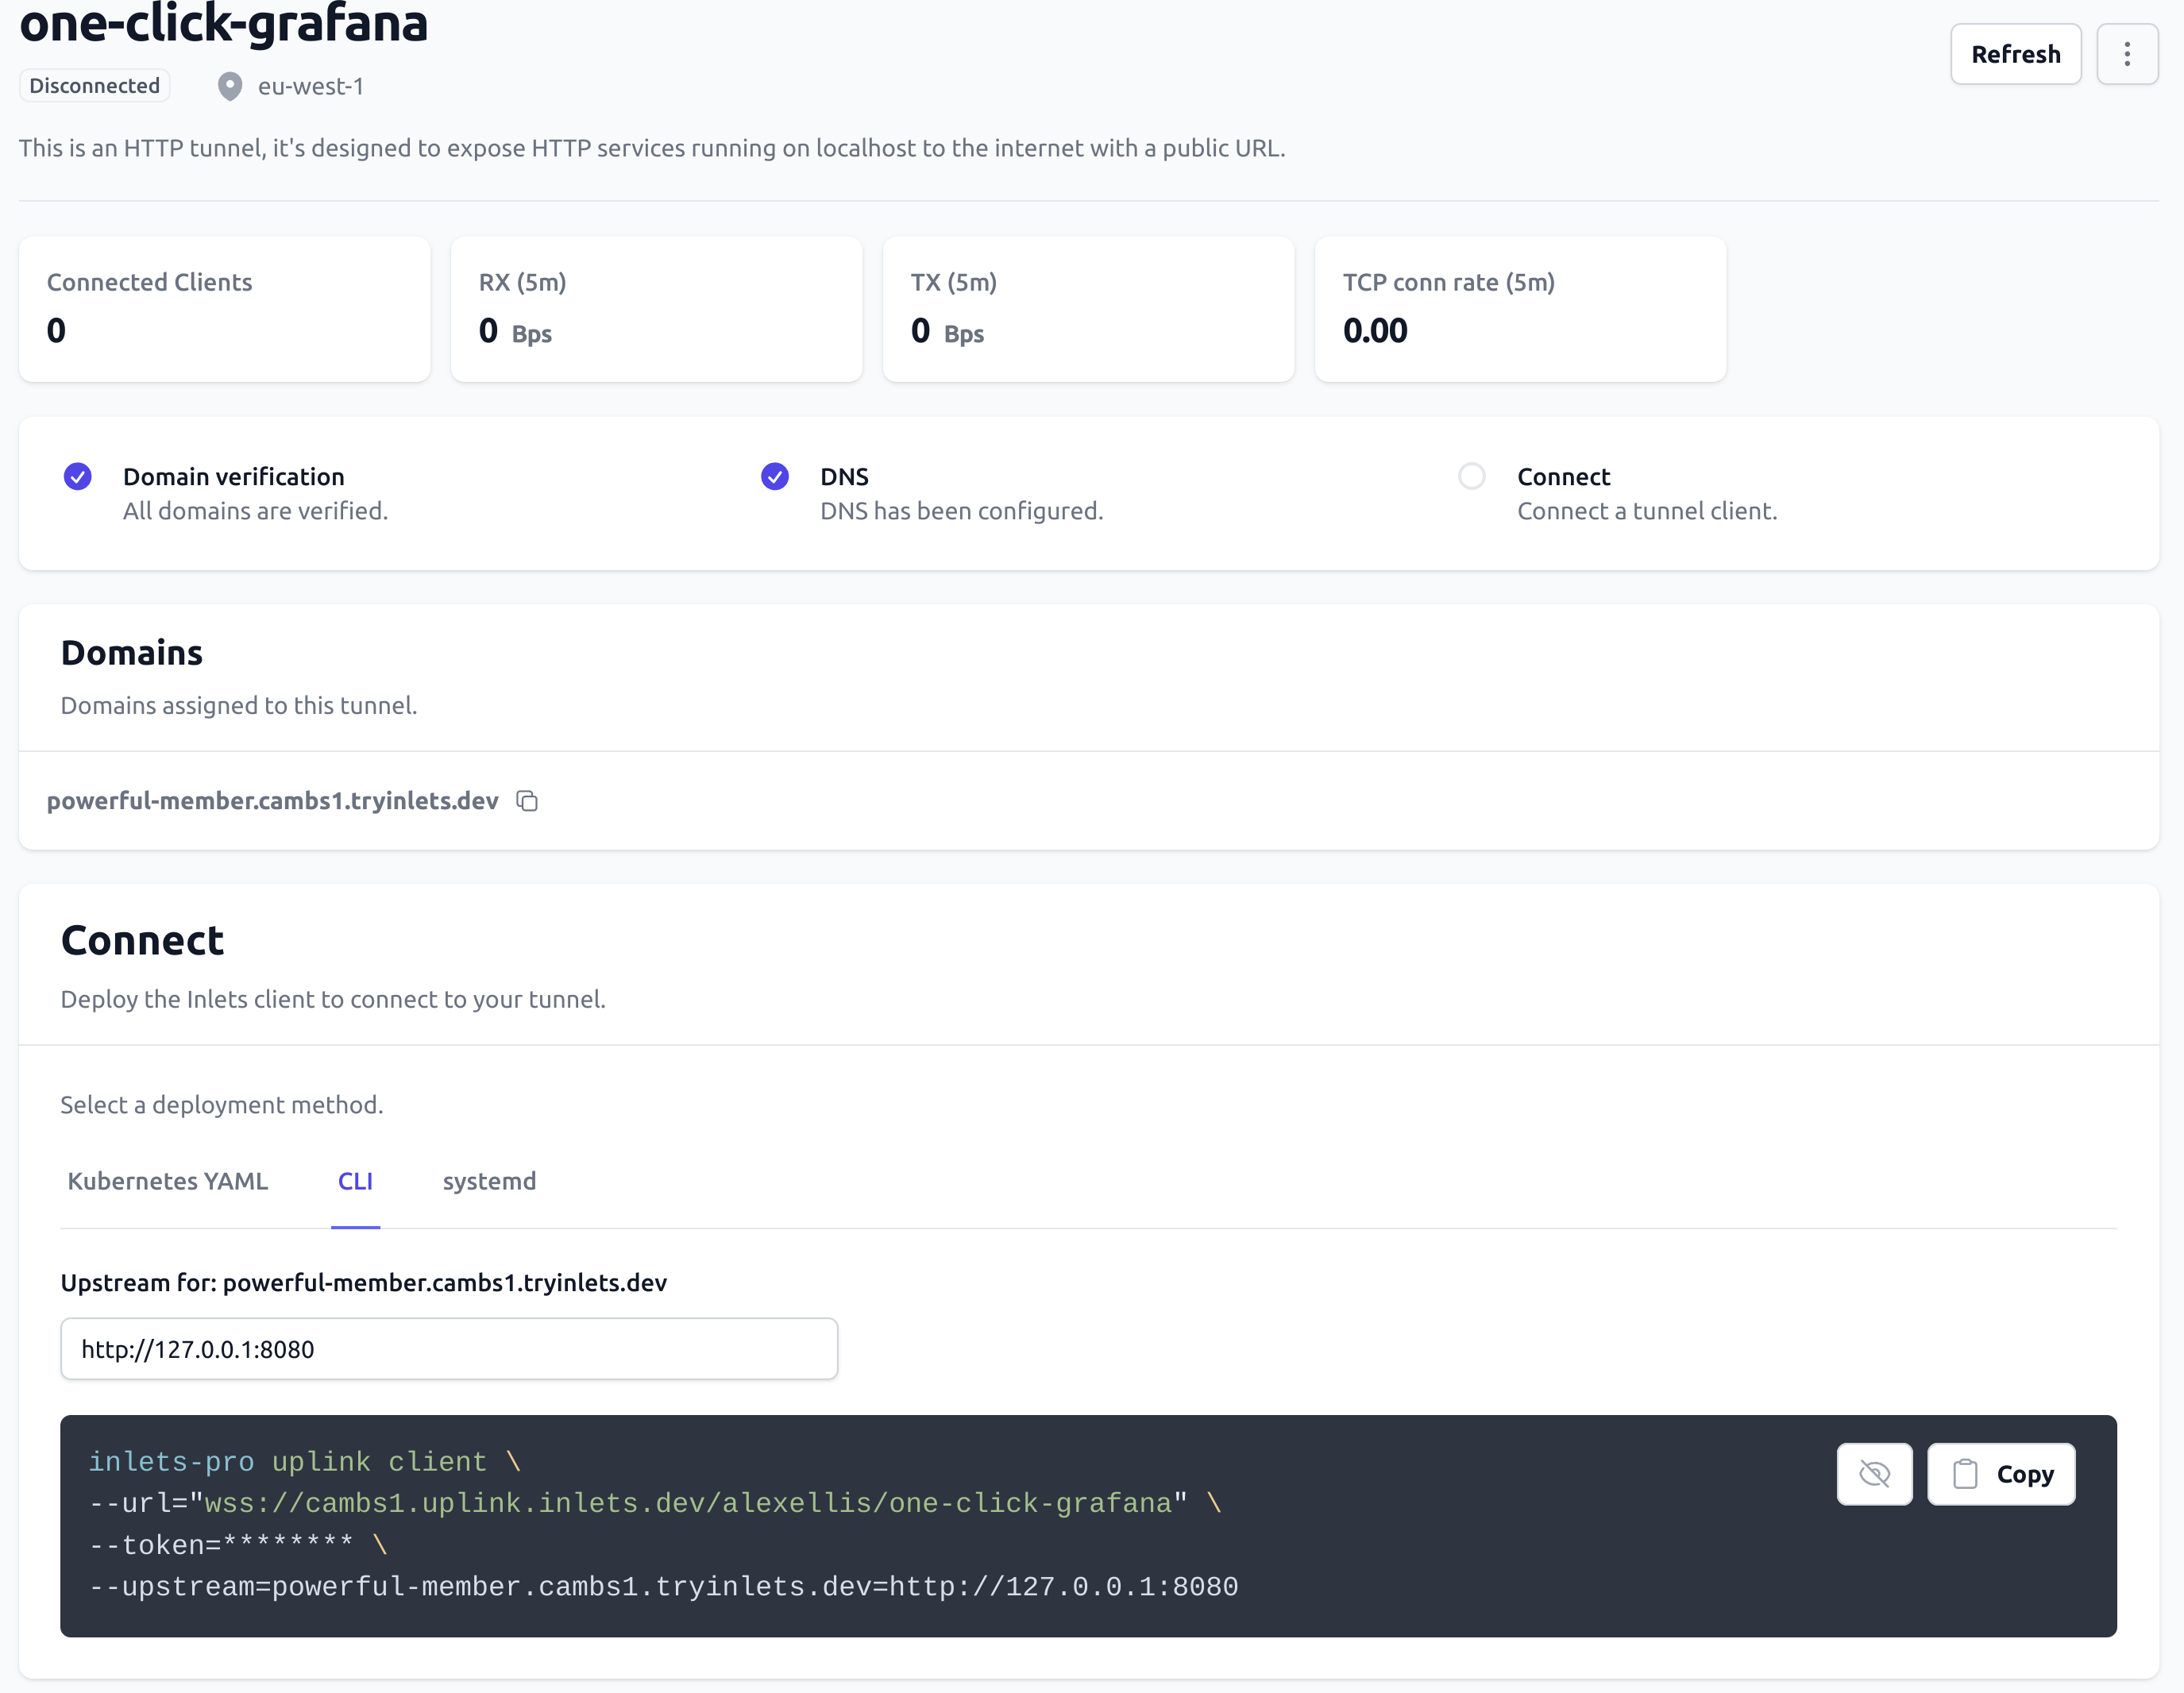 one-click-grafana
Refresh
Disconnected
eu-west-1
This is an HTTP tunnel, it's designed to expose HTTP services running on localhost to the internet with a public URL.
Connected Clients
0
RX (5m)
0 Bps
TX (5m)
0 Bps
TCP conn rate (5m)
0.00
Domain verification
All domains are verified.
DNS
DNS has been configured.
Connect
Connect a tunnel client.
Domains
Domains assigned to this tunnel.
powerful-member.cambs1.tryinlets.dev
Connect
Deploy the Inlets client to connect to your tunnel.
Select a deployment method.
Kubernetes YAML
CLI
systemd
Upstream for: powerful-member.cambs1.tryinlets.dev
http://127.0.0.1:8080
inlets-pro uplink client \
--url="wss://cambs1.uplink.inlets.dev/alexellis/one-click-grafana" \
--token=******** \
--upstream=powerful-member.cambs1.tryinlets.dev=http://127.0.0.1:8080
Copy